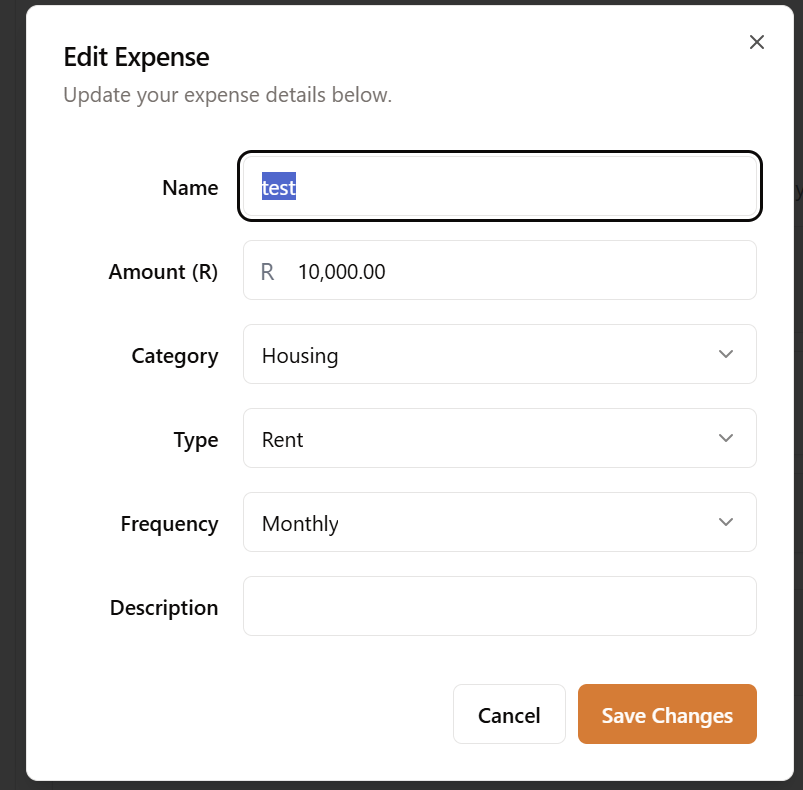 Edit Expense
Update your expense details below.
Name
test
Amount (R)
R 10,000.00
Category
Housing
Type
Rent
Frequency
Monthly
Description
Cancel
Save Changes